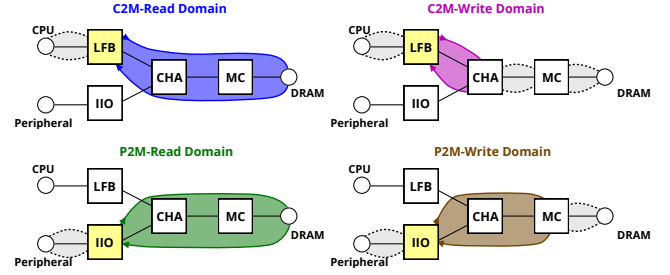 C2M-Read Domain
CPU
LFB
CHA
MC
DRAM
IIO
Peripheral
C2M-Write Domain
CPU
LFB
CHA
MC
DRAM
IIO
Peripheral
P2M-Read Domain
CPU
LFB
CHA
MC
DRAM
IIO
Peripheral
P2M-Write Domain
CPU
LFB
CHA
MC
DRAM
IIO
Peripheral